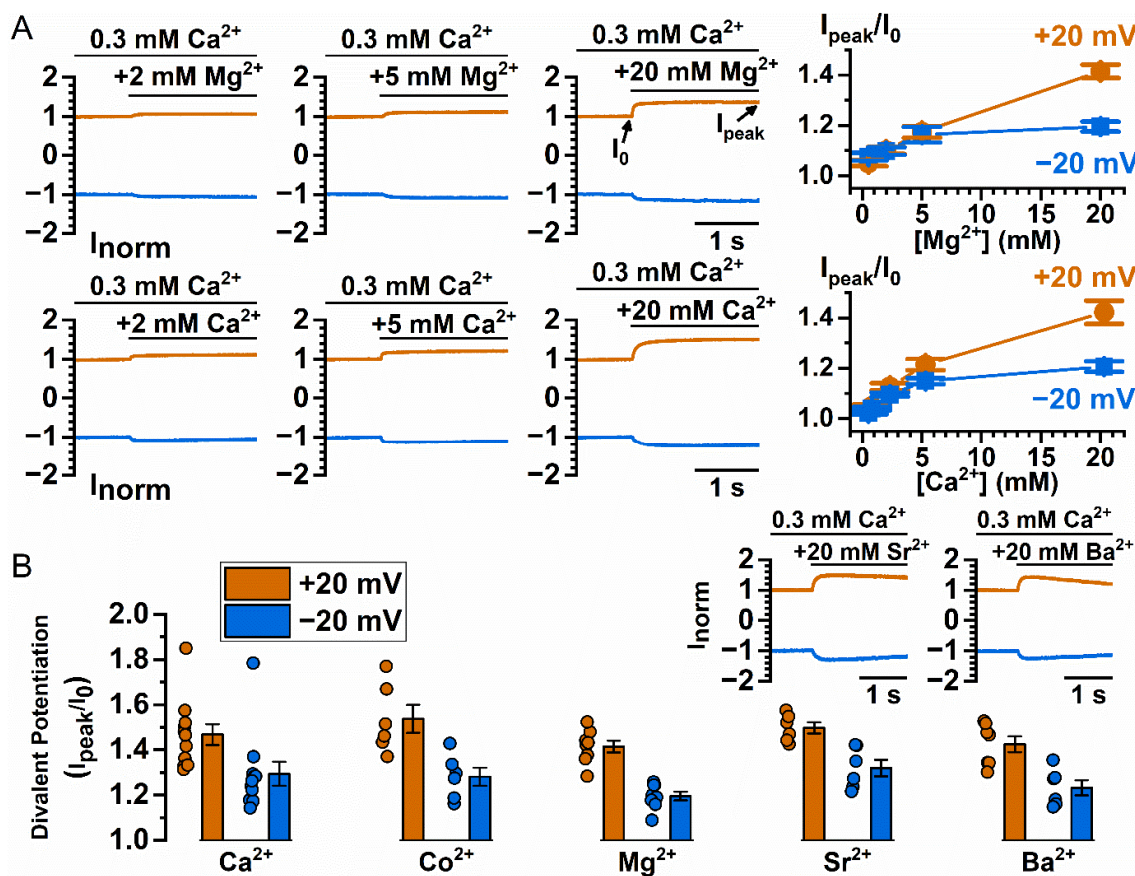 A
0.3 mM Ca²⁺
+2 mM Mg²⁺
2
1
0
−1
−2
Inorm
0.3 mM Ca²⁺
+5 mM Mg²⁺
2
1
0
−1
−2
0.3 mM Ca²⁺
+20 mM Mg²⁺
2
1
0
−1
−2
I0
Ipeak
1 s
Ipeak/I0
+20 mV
−20 mV
1.4
1.2
1.0
0 5 10 15 20
[Mg²⁺] (mM)
0.3 mM Ca²⁺
+2 mM Ca²⁺
2
1
0
−1
−2
Inorm
0.3 mM Ca²⁺
+5 mM Ca²⁺
2
1
0
−1
−2
0.3 mM Ca²⁺
+20 mM Ca²⁺
2
1
0
−1
−2
1 s
Ipeak/I0
+20 mV
−20 mV
1.4
1.2
1.0
0 5 10 15 20
[Ca²⁺] (mM)
B
+20 mV
−20 mV
Divalent Potentiation
(Ipeak/I0)
2.0
1.8
1.6
1.4
1.2
1.0
0.3 mM Ca²⁺
+20 mM Sr²⁺
2
1
0
−1
−2
Inorm
1 s
0.3 mM Ca²⁺
+20 mM Ba²⁺
2
1
0
−1
−2
1 s
Ca²⁺ Co²⁺ Mg²⁺ Sr²⁺ Ba²⁺